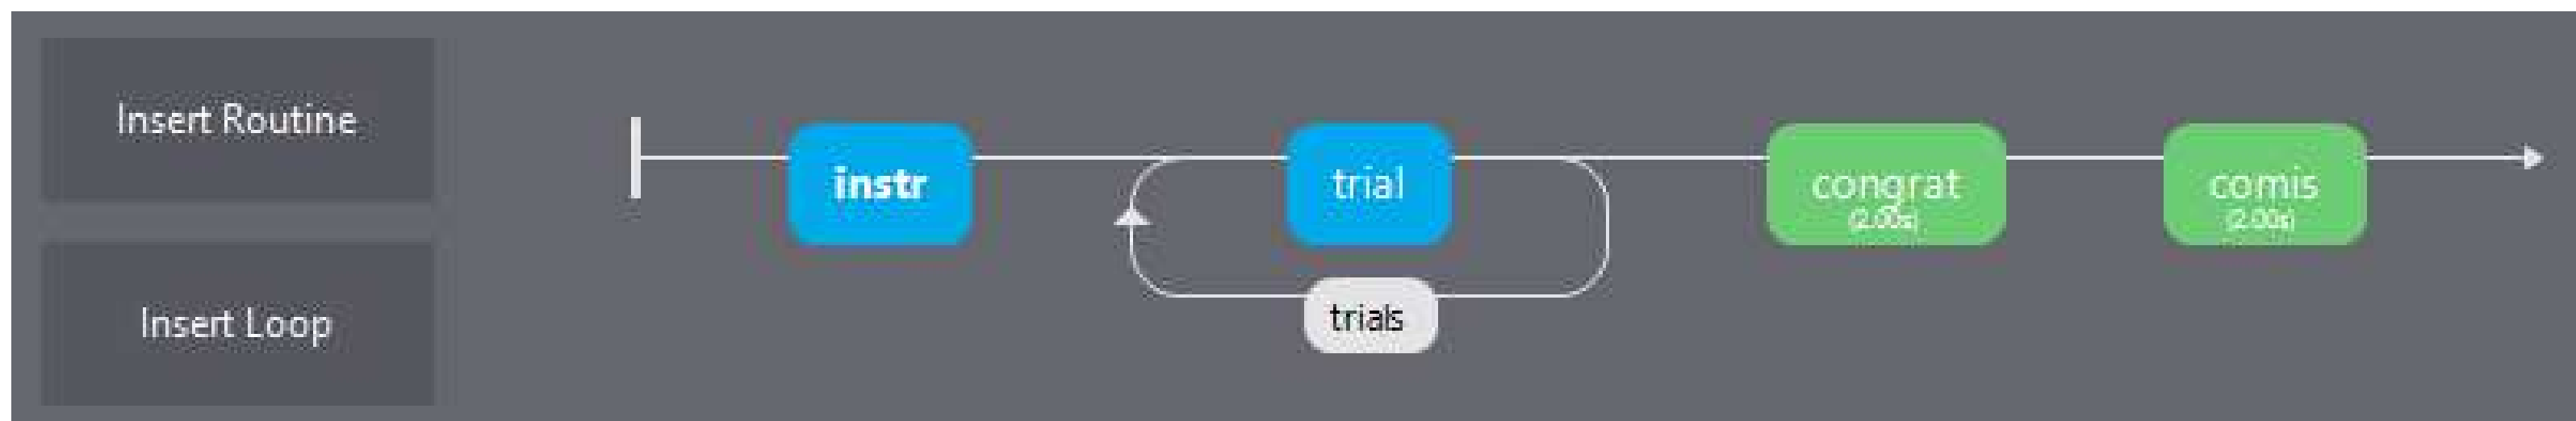 Insert Routine
Insert Loop
instr
trial
trials
congrat
(2.00s)
comis
(2.00s)